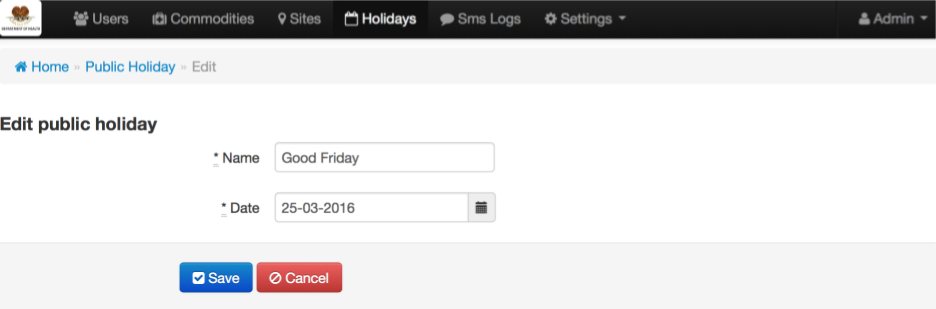 DEPARTMENT OF HEALTH
Users Commodities Sites Holidays Sms Logs Settings Admin
Home » Public Holiday » Edit
Edit public holiday
* Name Good Friday
* Date 25-03-2016
Save Cancel